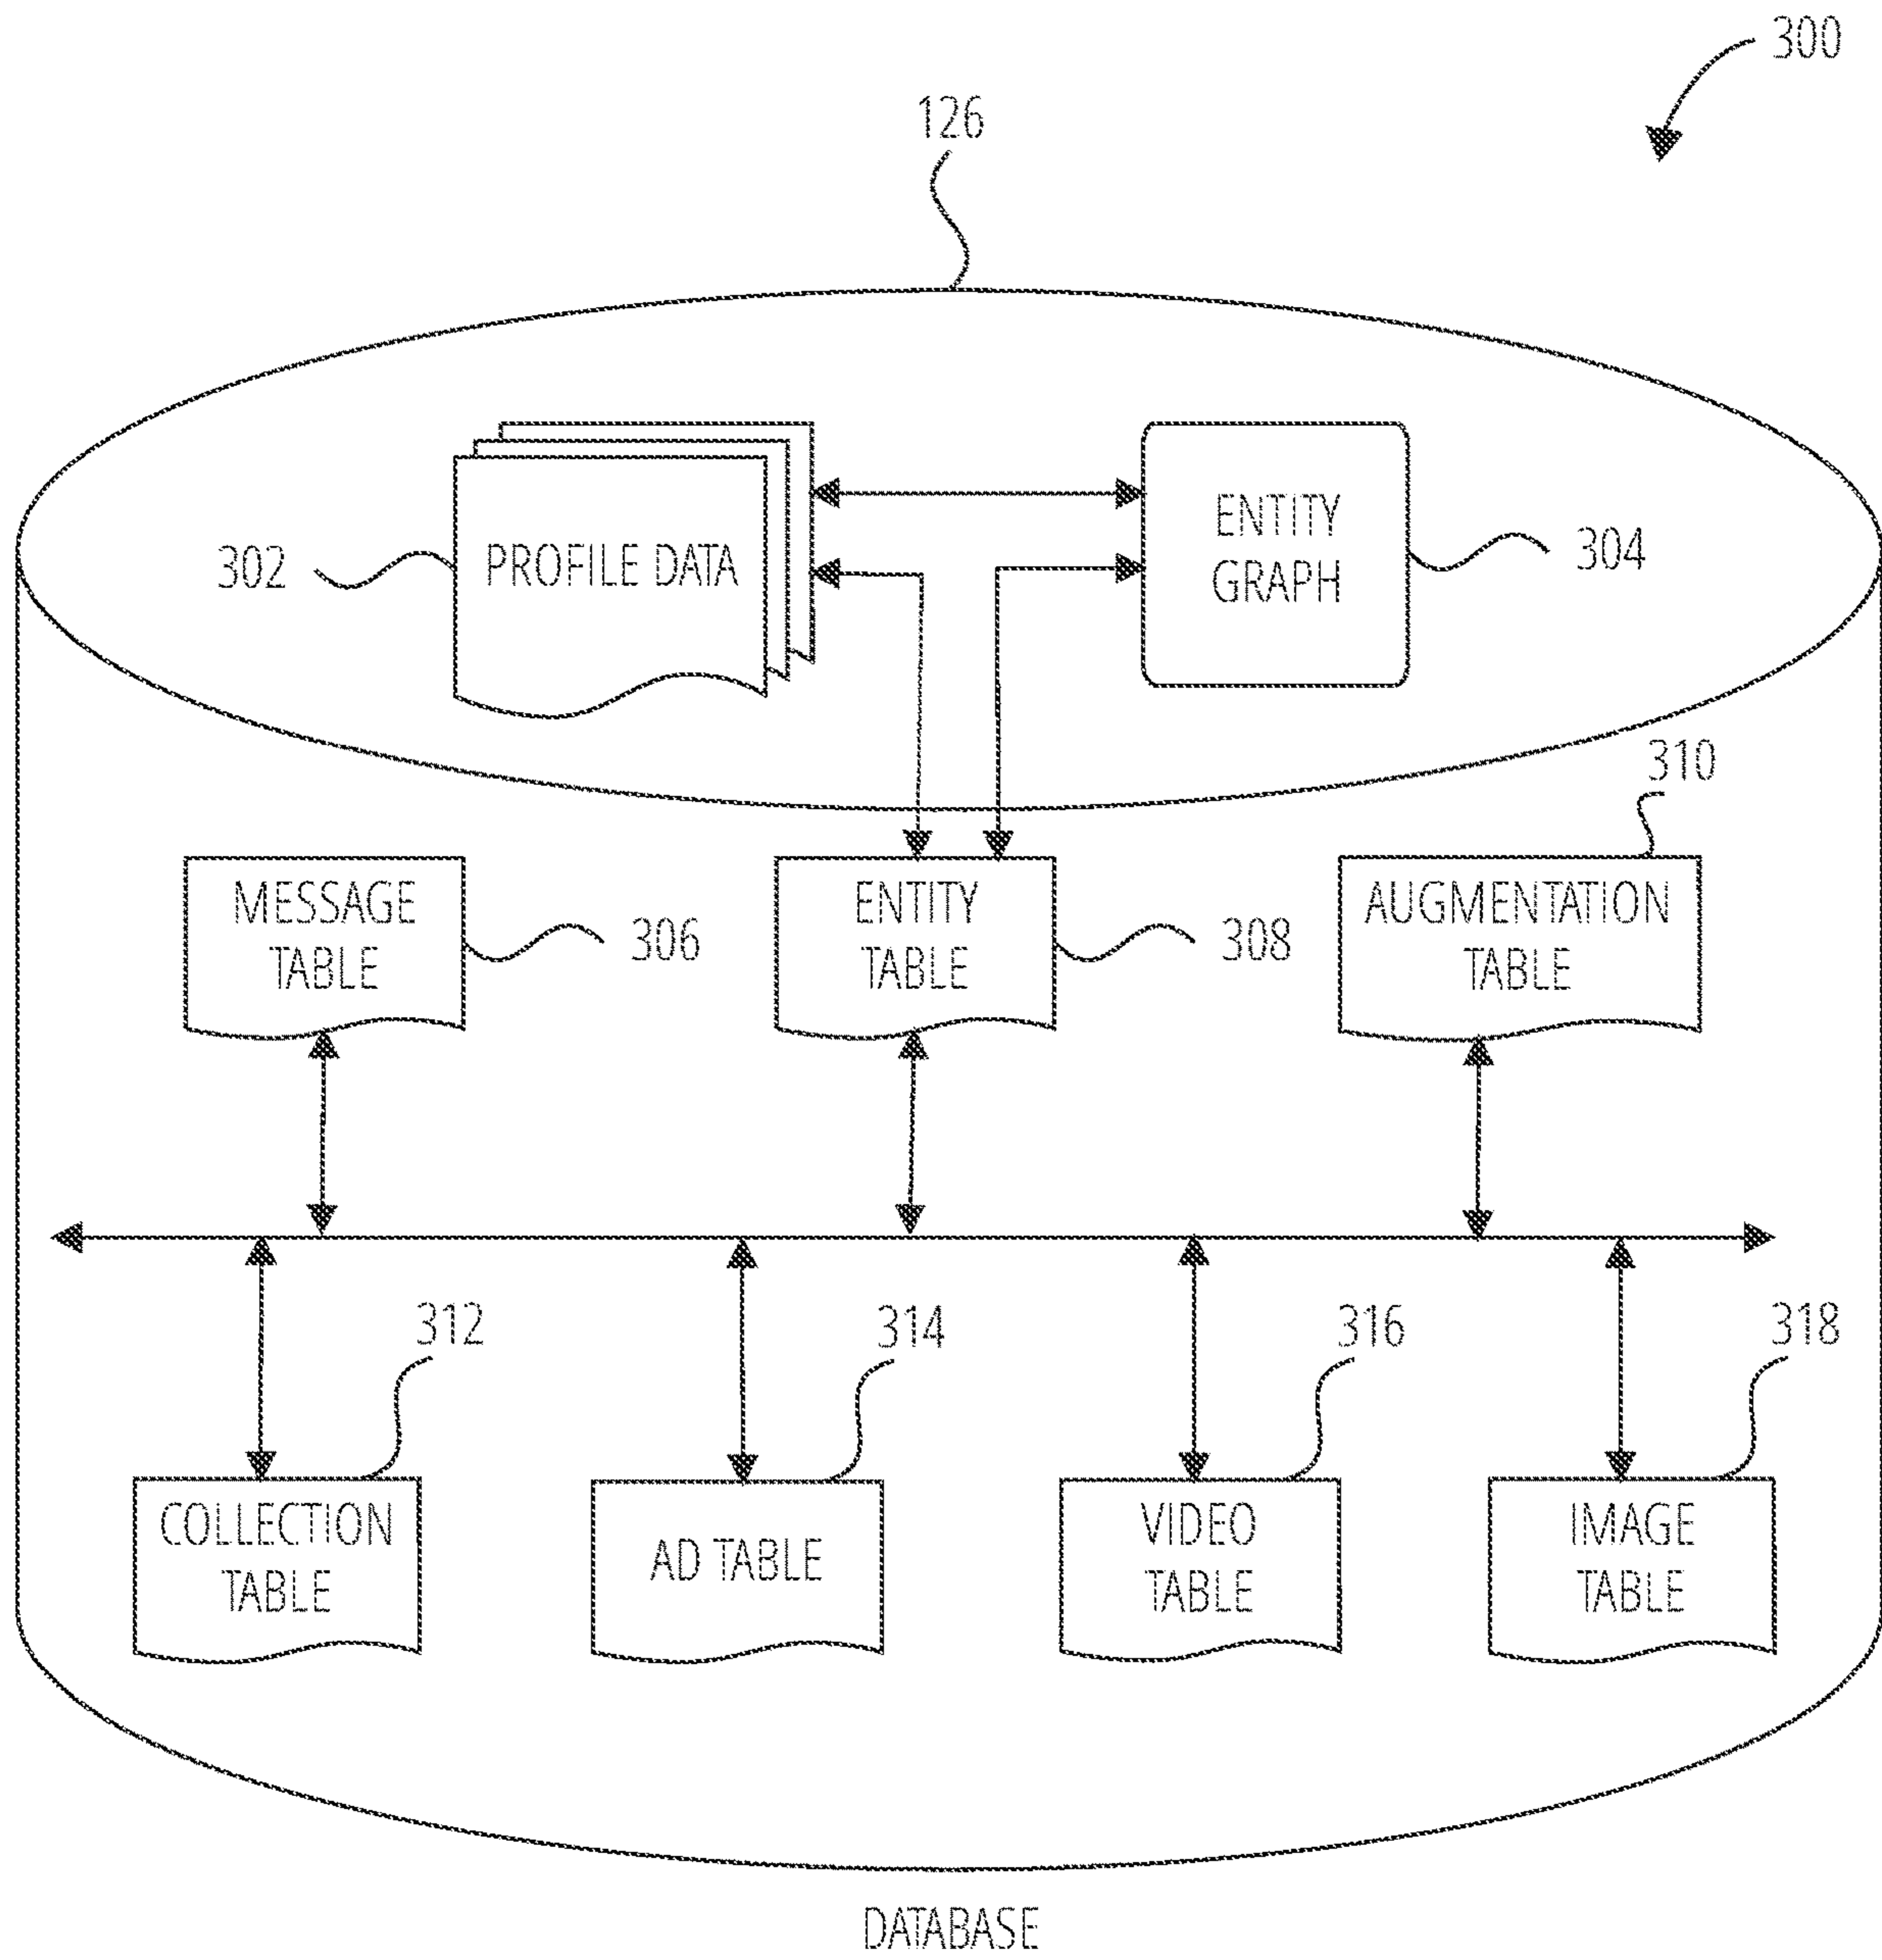 300
126
302
PROFILE DATA
ENTITY
GRAPH
304
310
MESSAGE
TABLE
306
ENTITY
TABLE
308
AUGMENTATION
TABLE
312
314
316
318
COLLECTION
TABLE
AD TABLE
VIDEO
TABLE
IMAGE
TABLE
DATABASE